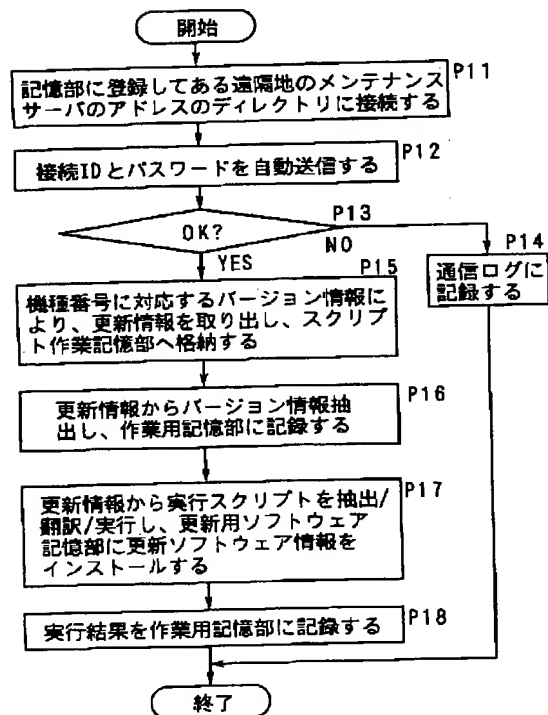 開始
P11
記憶部に登録してある遠隔地のメンテナンス
サーバのアドレスのディレクトリに接続する
P12
接続IDとパスワードを自動送信する
P13
OK?
NO
YES
P14
通信ログに
記録する
P15
機種番号に対応するバージョン情報に
より、更新情報を取り出し、スクリプ
ト作業記憶部へ格納する
P16
更新情報からバージョン情報抽
出し、作業用記憶部に記録する
P17
更新情報から実行スクリプトを抽出/
翻訳/実行し、更新用ソフトウェア
記憶部に更新ソフトウェア情報を
インストールする
P18
実行結果を作業用記憶部に記録する
終了